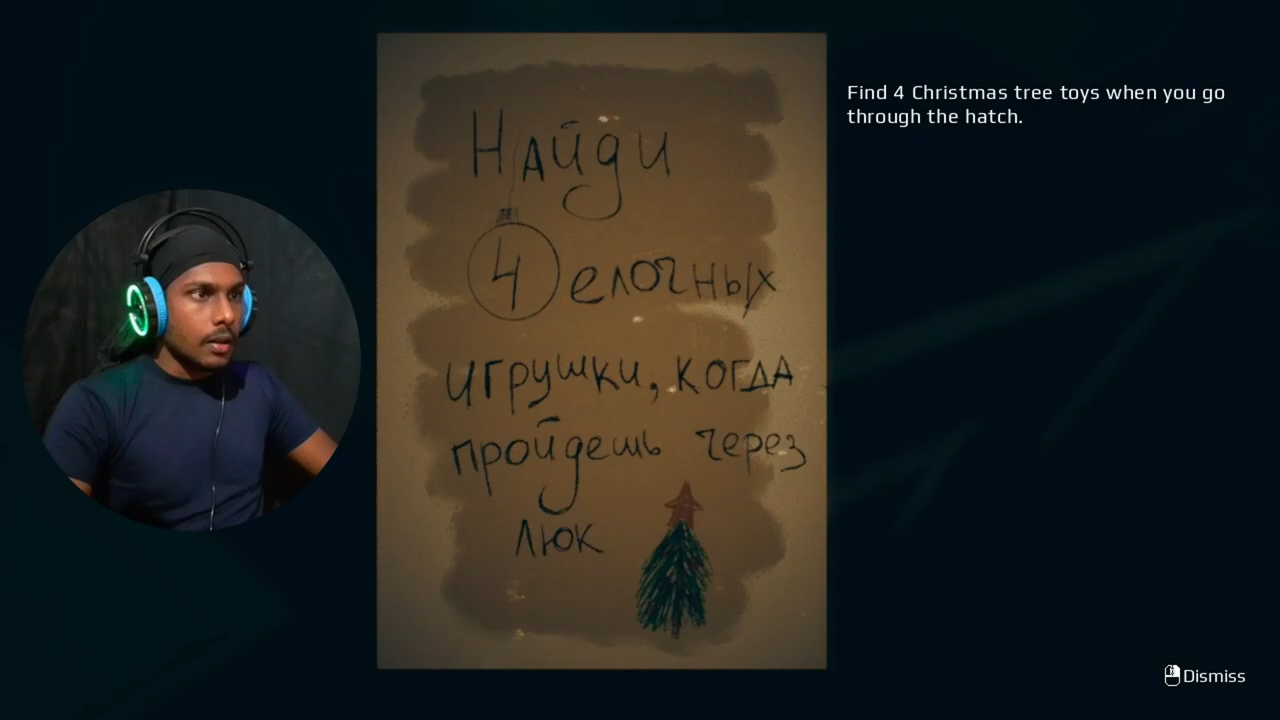 Найди
4 елочных
игрушки, когда
пройдешь через
люк
Find 4 Christmas tree toys when you go
through the hatch.
Dismiss